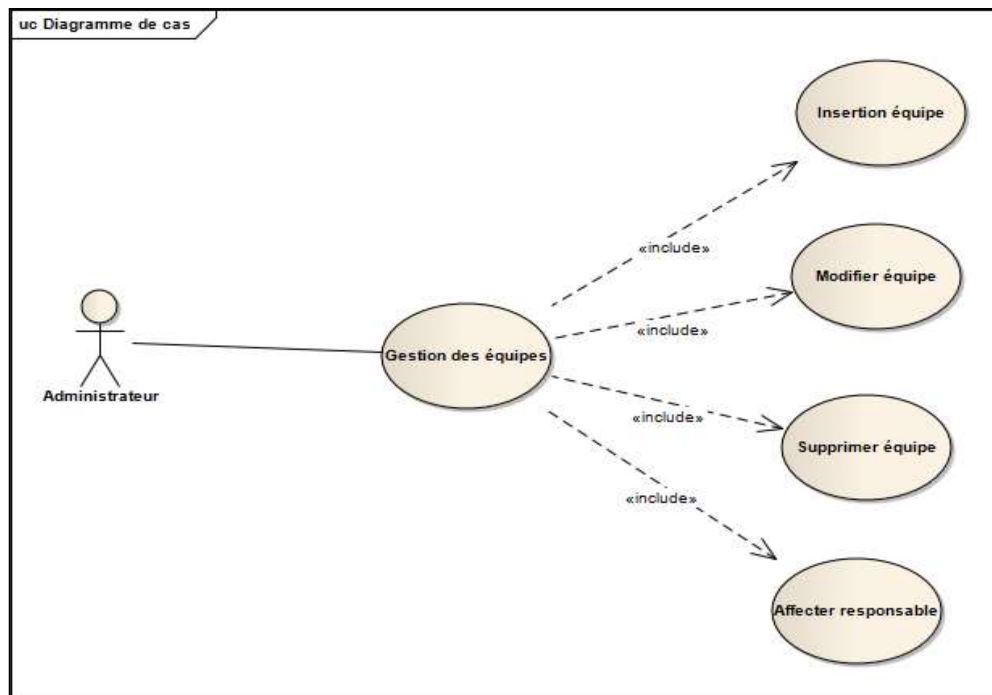 uc Diagramme de cas
Insertion équipe
«include»
Modifier équipe
«include»
Administrateur
Gestion des équipes
«include»
Supprimer équipe
«include»
Affecter responsable